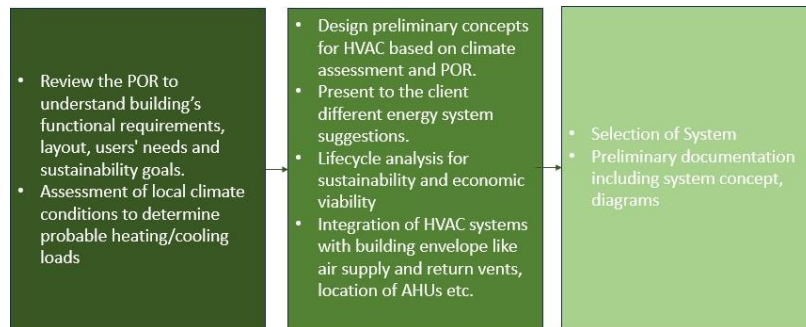 • Review the POR to
understand building's
functional requirements,
layout, users' needs and
sustainability goals.
• Assessment of local climate
conditions to determine
probable heating/cooling
loads
• Design preliminary concepts
for HVAC based on climate
assessment and POR.
• Present to the client
different energy system
suggestions.
• Lifecycle analysis for
sustainability and economic
viability
• Integration of HVAC systems
with building envelope like
air supply and return vents,
location of AHUs etc.
• Selection of System
• Preliminary documentation
including system concept,
diagrams